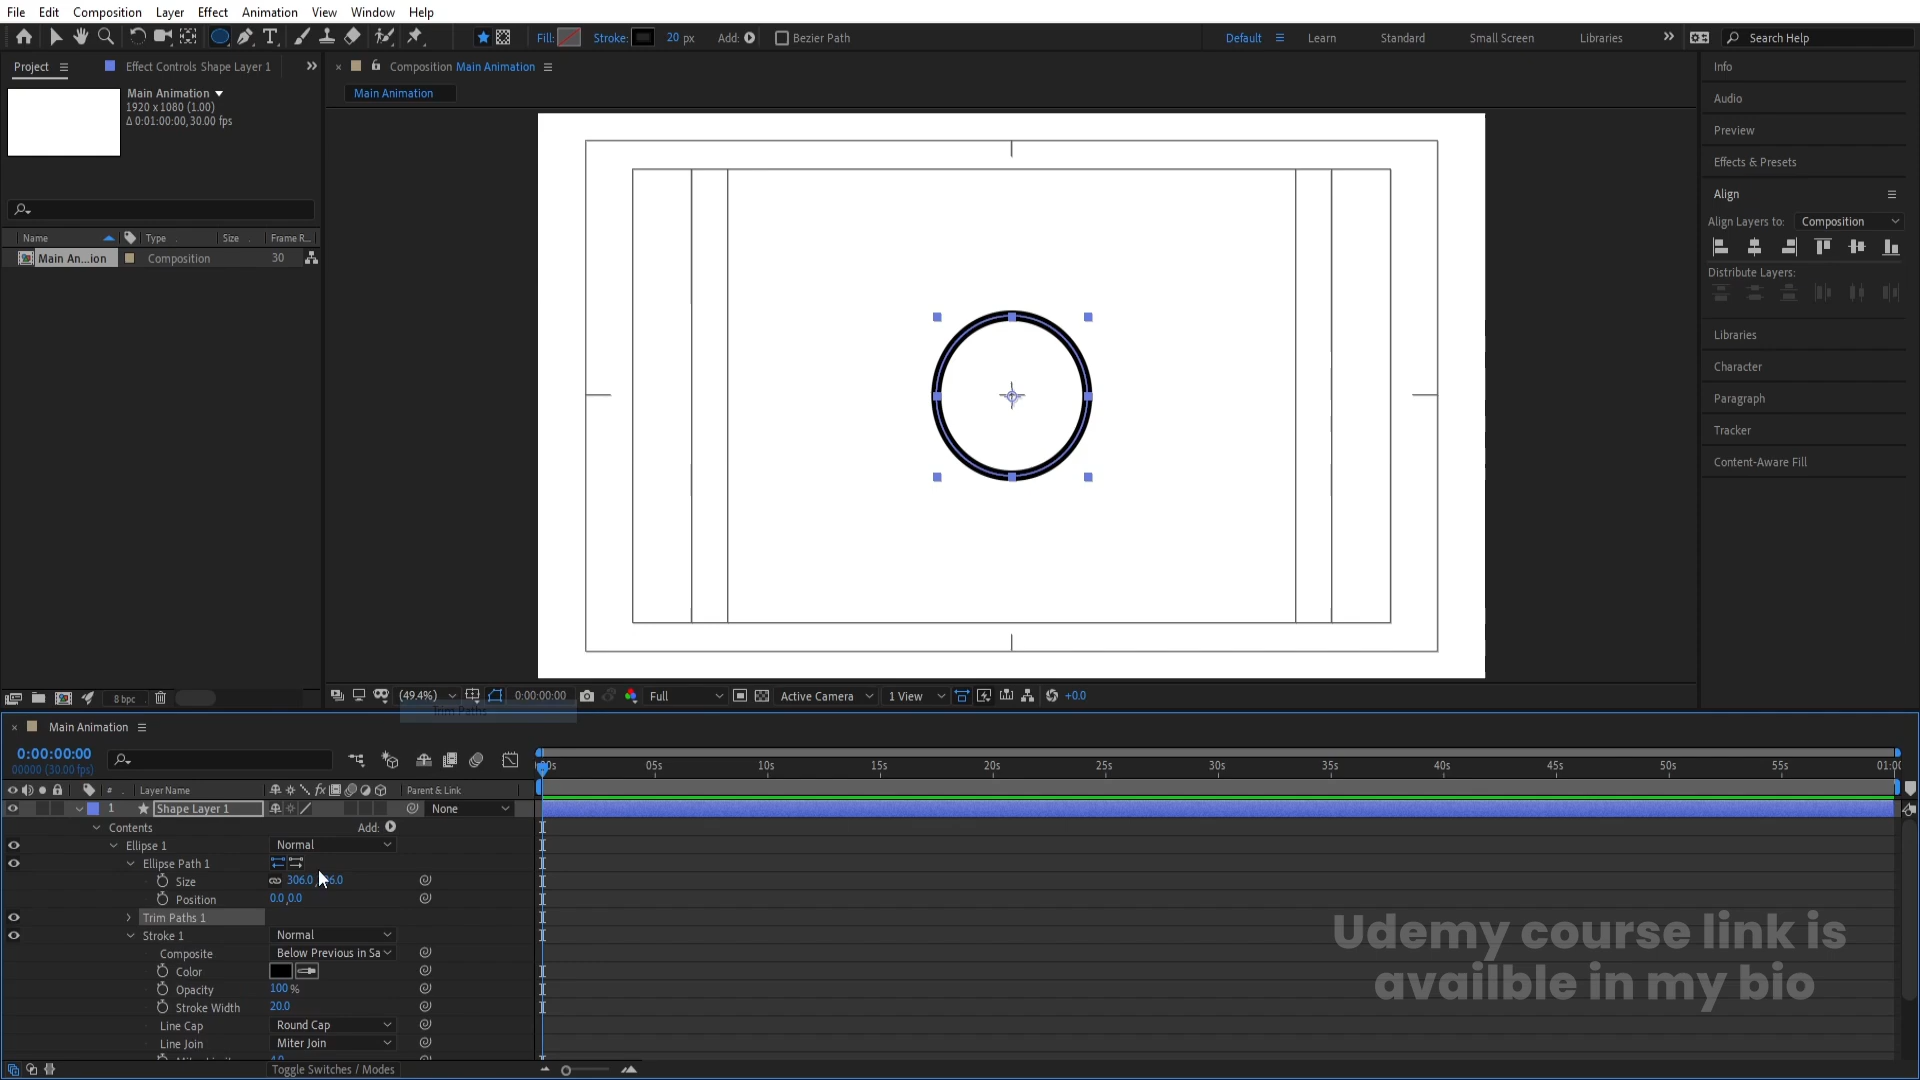 File Edit Composition Layer Effect Animation View Window Help
Fill: Stroke: 20 px Add: Bezier Path Default Learn Standard Small Screen Libraries Search Help
Project Effect Controls Shape Layer 1 Composition Main Animation Info
Main Animation
1920 x 1080 (1.00)
Δ 0:01:00:00, 30.00 fps
Main Animation
Audio
Preview
Effects & Presets
Align
Align Layers to: Composition
Distribute Layers:
Libraries
Character
Paragraph
Tracker
Content-Aware Fill
Name Type Size Frame R...
Main An...ion Composition 30
8 bpc (49.4%) 0:00:00:00 Full Active Camera 1 View +0.0
Trim Paths
Main Animation
0:00:00:00
00000 (30.00 fps)
05s 10s 15s 20s 25s 30s 35s 40s 45s 50s 55s
# Layer Name Parent & Link
1 Shape Layer 1 None
Contents Add:
Ellipse 1 Normal
Ellipse Path 1
Size 306.0
Position 0.0,0.0
Trim Paths 1
Stroke 1 Normal
Composite Below Previous in Sa
Color
Opacity 100 %
Stroke Width 20.0
Line Cap Round Cap
Line Join Miter Join
Toggle Switches / Modes
Udemy course link is
availble in my bio